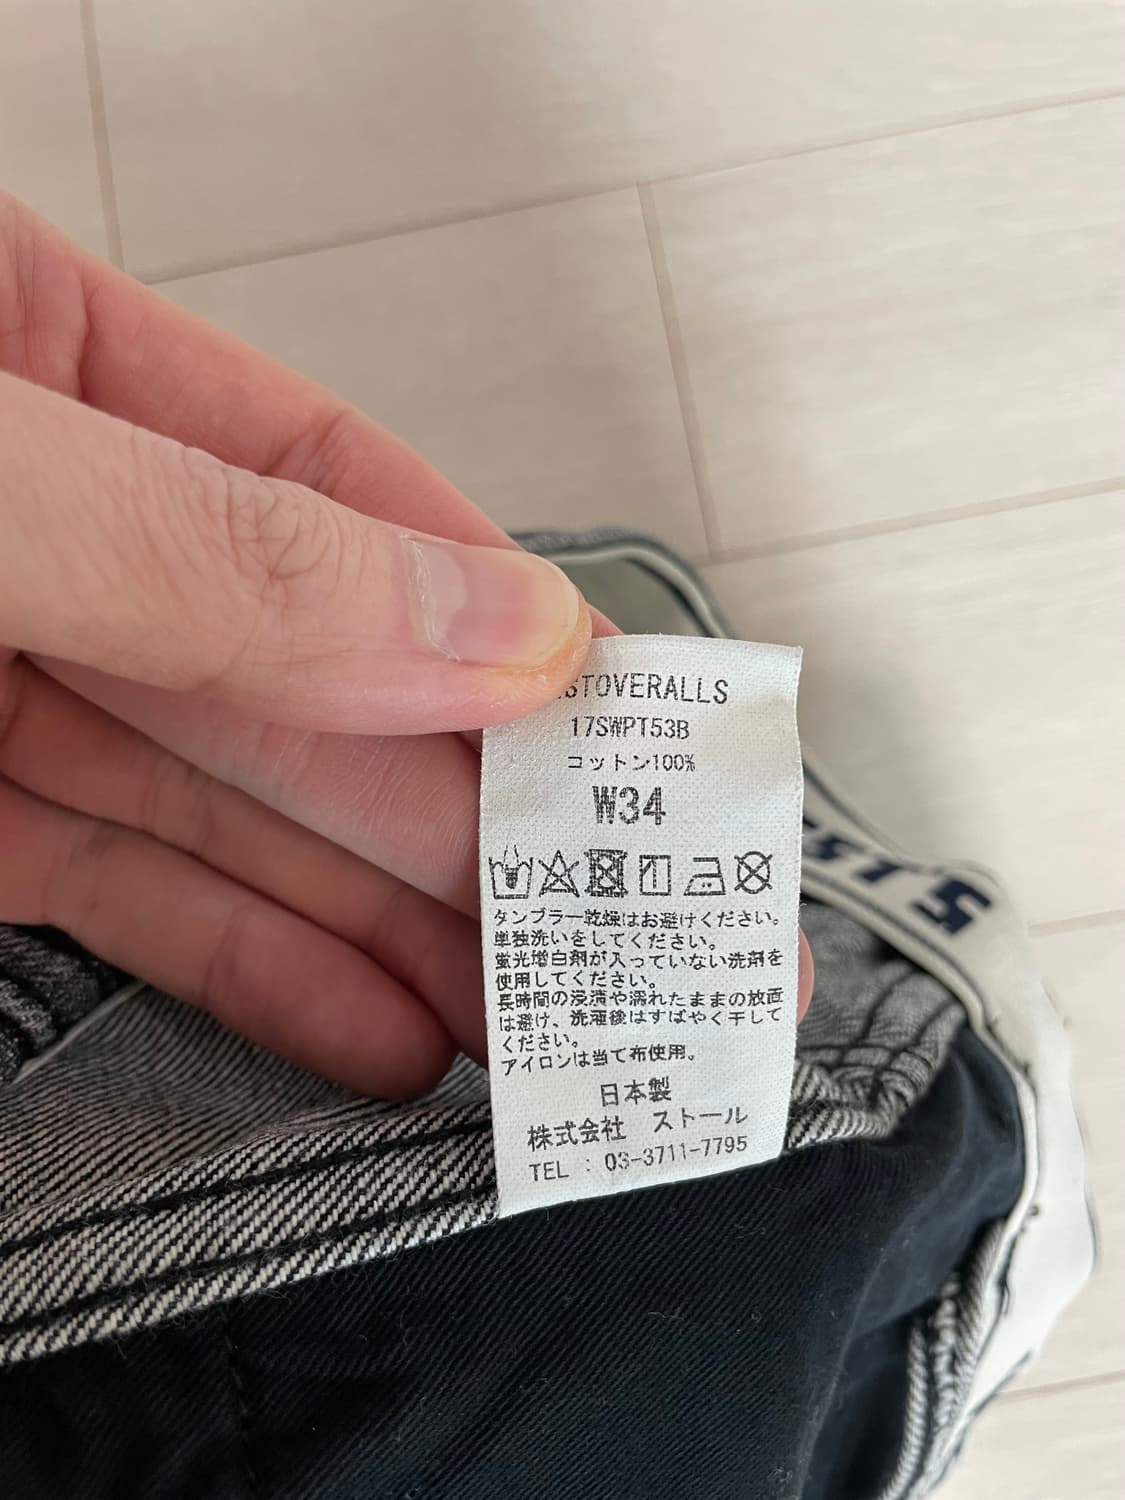 STOVERALLS
17SWPT53B
コットン100%
W34
タンブラー乾燥はお避けください。
単独洗いをしてください。
蛍光増白剤が入っていない洗剤を
使用してください。
長時間の浸漬や濡れたままの放置
は避け、洗濯後はすばやく干して
ください。
アイロンは当て布使用。
日本製
株式会社 ストール
TEL : 03-3711-7795